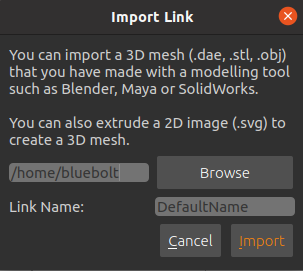 Import Link
You can import a 3D mesh (.dae, .stl, .obj)
that you have made with a modelling tool
such as Blender, Maya or SolidWorks.
You can also extrude a 2D image (.svg) to
create a 3D mesh.
/home/bluebolt Browse
Link Name: DefaultName
Cancel Import